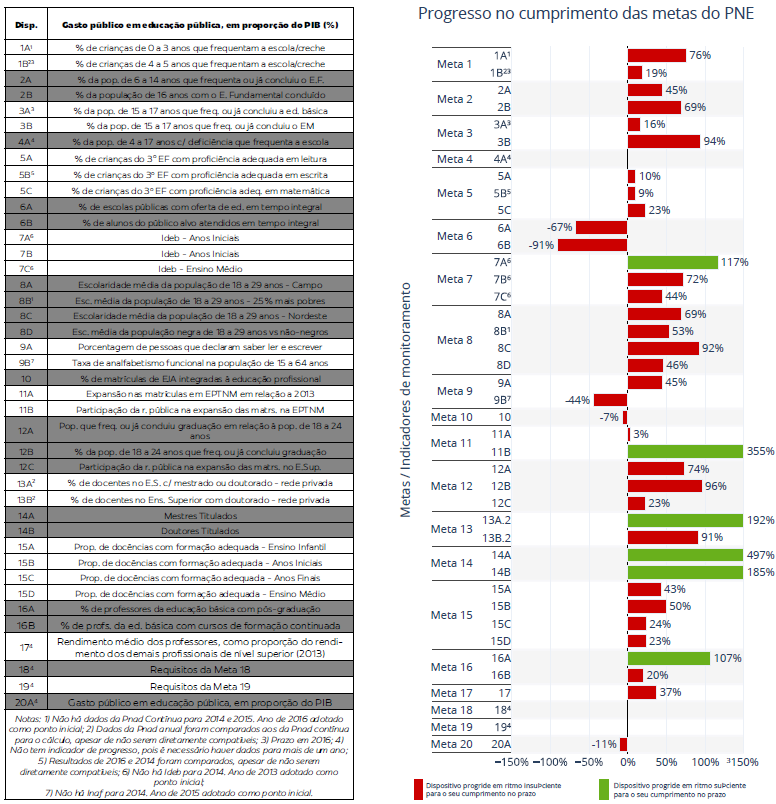 Disp. Gasto público em educação pública, em proporção do PIB (%)
1A¹ % de crianças de 0 a 3 anos que frequentam a escola/creche
1B²³ % de crianças de 4 a 5 anos que frequentam a escola/creche
2A % da pop. de 6 a 14 anos que frequenta ou já concluiu o E.F.
2B % da população de 16 anos com o E. Fundamental concluído
3A³ % da pop. de 15 a 17 anos que freq. ou já concluiu a ed. básica
3B % da pop. de 15 a 17 anos que freq. ou já concluiu o EM
4A⁴ % da pop. de 4 a 17 anos c/ deficiência que frequenta a escola
5A % de crianças do 3º EF com proficiência adequada em leitura
5B⁵ % de crianças do 3º EF com proficiência adequada em escrita
5C % de crianças do 3º EF com proficiência adeq. em matemática
6A % de escolas públicas com oferta de ed. em tempo integral
6B % de alunos do público alvo atendidos em tempo integral
7A⁶ Ideb - Anos Iniciais
7B Ideb - Anos Iniciais
7C⁶ Ideb - Ensino Médio
8A Escolaridade média da população de 18 a 29 anos - Campo
8B¹ Esc. média da população de 18 a 29 anos - 25% mais pobres
8C Escolaridade média da população de 18 a 29 anos - Nordeste
8D Esc. média da população negra de 18 a 29 anos vs não-negros
9A Porcentagem de pessoas que declaram saber ler e escrever
9B⁷ Taxa de analfabetismo funcional na população de 15 a 64 anos
10 % de matrículas de EJA integradas à educação profissional
11A Expansão nas matrículas em EPTNM em relação a 2013
11B Participação da r. pública na expansão das matrs. na EPTNM
12A Pop. que freq. ou já concluiu graduação em relação à pop. de 18 a 24
anos
12B % da pop. de 18 a 24 anos que freq. ou já concluiu graduação
12C Participação da r. pública na expansão das matrs. no E.Sup.
13A² % de docentes no E.S. c/ mestrado ou doutorado - rede privada
13B² % de docentes no Ens. Superior com doutorado - rede privada
14A Mestres Titulados
14B Doutores Titulados
15A Prop. de docências com formação adequada - Ensino Infantil
15B Prop. de docências com formação adequada - Anos Iniciais
15C Prop. de docências com formação adequada - Anos Finais
15D Prop. de docências com formação adequada - Ensino Médio
16A % de professores da educação básica com pós-graduação
16B % de profs. da ed. básica com cursos de formação continuada
17⁴ Rendimento médio dos professores, como proporção do rendi-
mento dos demais profissionais de nível superior (2013)
18⁴ Requisitos da Meta 18
19⁴ Requisitos da Meta 19
20A⁴ Gasto público em educação pública, em proporção do PIB
Notas: 1) Não há dados da Pnad Contínua para 2014 e 2015. Ano de 2016 adotado
como ponto inicial; 2) Dados da Pnad anual foram comparados aos da Pnad contínua
para o cálculo, apesar de não serem diretamente compatíveis; 3) Prazo em 2016; 4)
Não tem indicador de progresso, pois é necessário haver dados para mais de um ano;
5) Resultados de 2016 e 2014 foram comparados, apesar de não serem
diretamente compatíveis; 6) Não há Ideb para 2014. Ano de 2013 adotado como
ponto inicial;
7) Não há Inaf para 2014. Ano de 2015 adotado como ponto inicial.
Progresso no cumprimento das metas do PNE
Metas / Indicadores de monitoramento
Meta 1 1A¹ 76%
1B²³ 19%
Meta 2 2A 45%
2B 69%
Meta 3 3A³ 16%
3B 94%
Meta 4 4A⁴
Meta 5 5A 10%
5B⁵ 9%
5C 23%
Meta 6 6A -67%
6B -91%
Meta 7 7A⁶ 117%
7B⁶ 72%
7C⁶ 44%
Meta 8 8A 69%
8B¹ 53%
8C 92%
8D 46%
Meta 9 9A 45%
9B⁷ -44%
Meta 10 10 -7%
Meta 11 11A 3%
11B 355%
Meta 12 12A 74%
12B 96%
12C 23%
Meta 13 13A.2 192%
13B.2 91%
Meta 14 14A 497%
14B 185%
Meta 15 15A 43%
15B 50%
15C 24%
15D 23%
Meta 16 16A 107%
16B 20%
Meta 17 17 37%
Meta 18 18⁴
Meta 19 19⁴
Meta 20 20A -11%
−150% −100% −50% 0% 50% 100% ³150%
Dispositivo progride em ritmo insuficiente
para o seu cumprimento no prazo
Dispositivo progride em ritmo suficiente
para o seu cumprimento no prazo